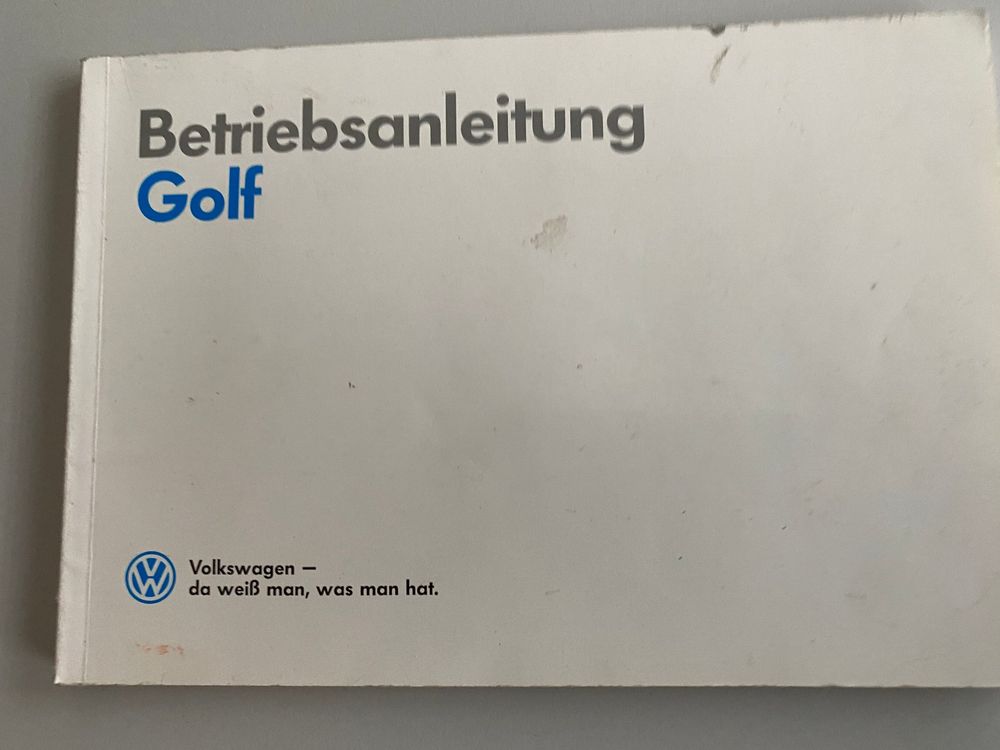 Betriebsanleitung
Golf
Volkswagen –
da weiß man, was man hat.